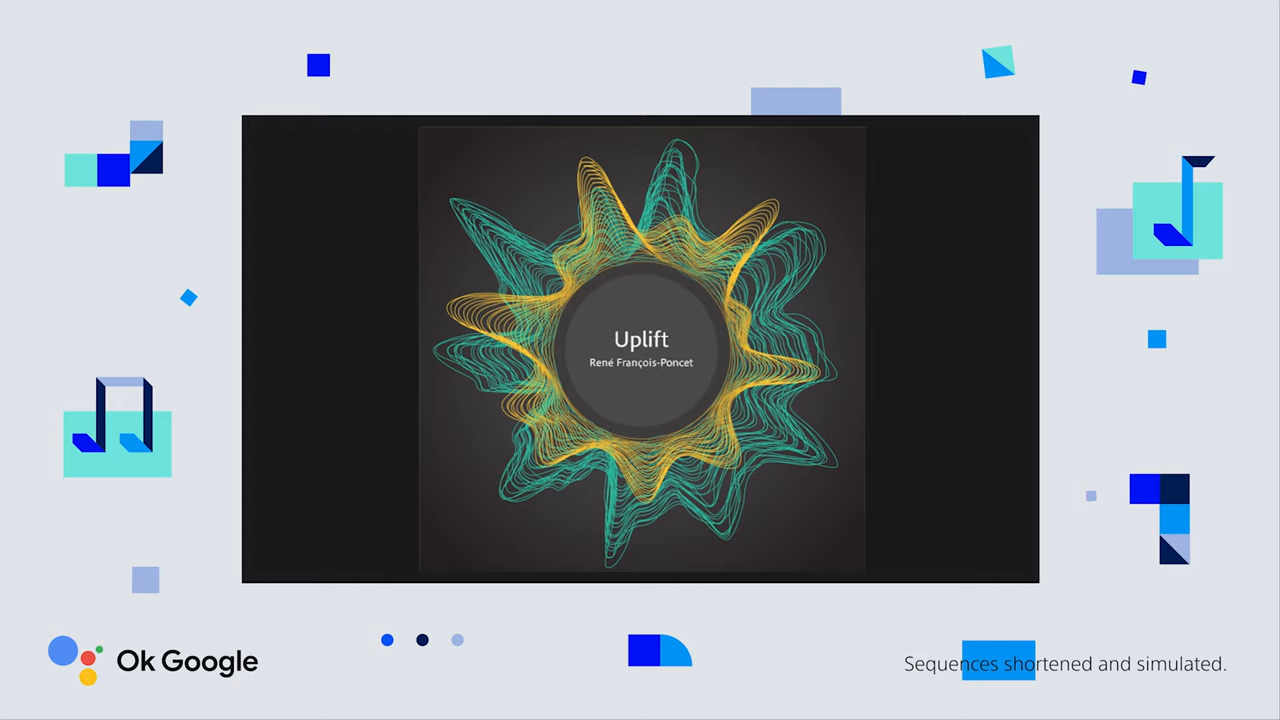 Uplift
René François-Poncet
Ok Google
Sequences shortened and simulated.